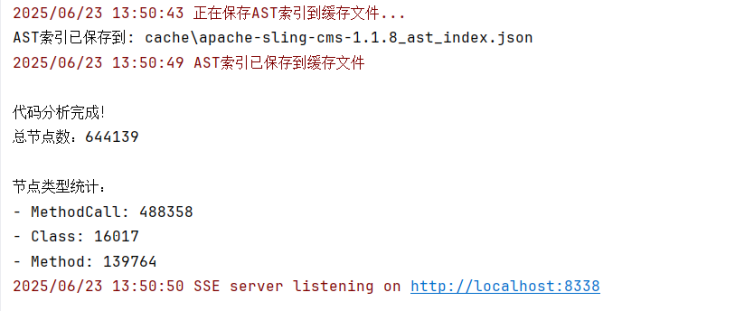 2025/06/23 13:50:43 正在保存AST索引到缓存文件...
AST索引已保存到: cache\apache-sling-cms-1.1.8_ast_index.json
2025/06/23 13:50:49 AST索引已保存到缓存文件
代码分析完成!
总节点数: 644139
节点类型统计:
- MethodCall: 488358
- Class: 16017
- Method: 139764
2025/06/23 13:50:50 SSE server listening on http://localhost:8338